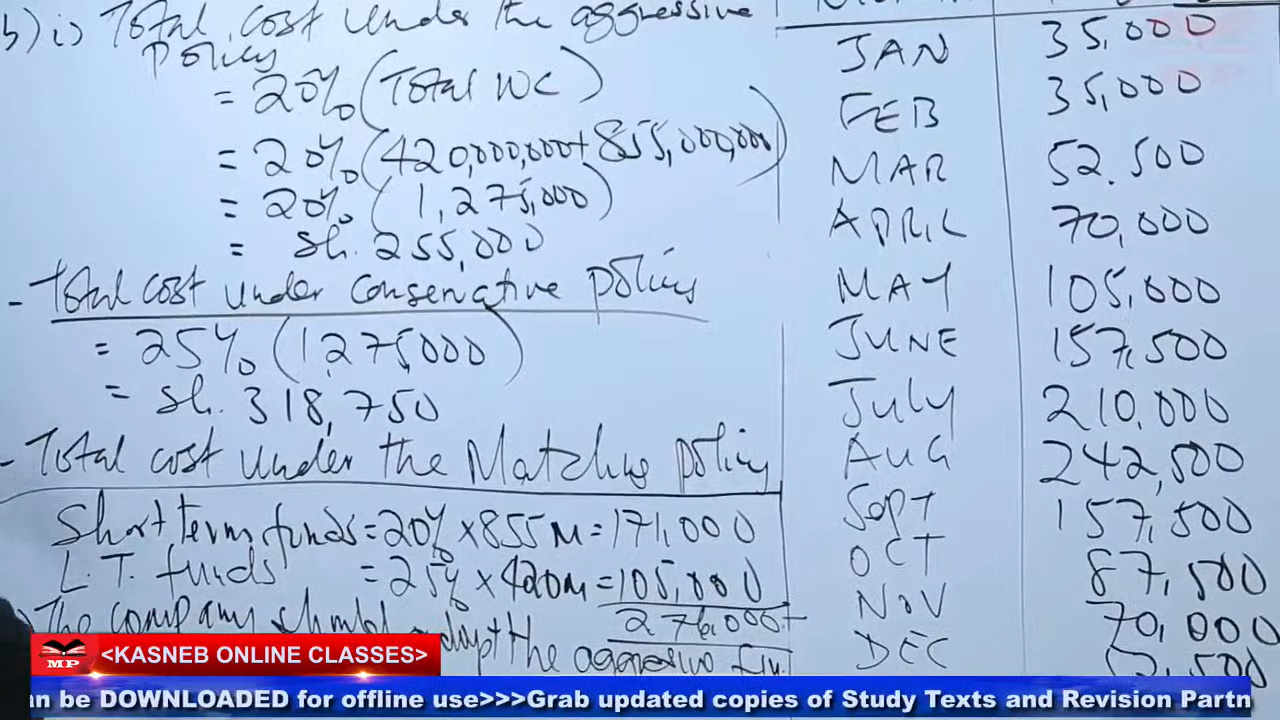 b) i) Total cost under the aggressive
policy
= 20% (Total WC)
= 20% (420,000,000 + 855,000,000)
= 20% (1,275,000)
= Sh. 255,000
- Total cost under conservative policy
= 25% (1,275,000)
= Sh. 318,750
- Total cost under the Matching policy
Short term funds = 20% × 855M = 171,000
L.T. funds = 25% × 420M = 105,000
276,000
The company should adopt the aggressive
JAN 35,000
FEB 35,000
MAR 52.500
APRIL 70,000
MAY 105,000
JUNE 157,500
July 210,000
AUG 242,500
SEPT 157,500
OCT 87,500
NOV 70,000
DEC
MP
<KASNEB ONLINE CLASSES>
an be DOWNLOADED for offline use>>>Grab updated copies of Study Texts and Revision Partn